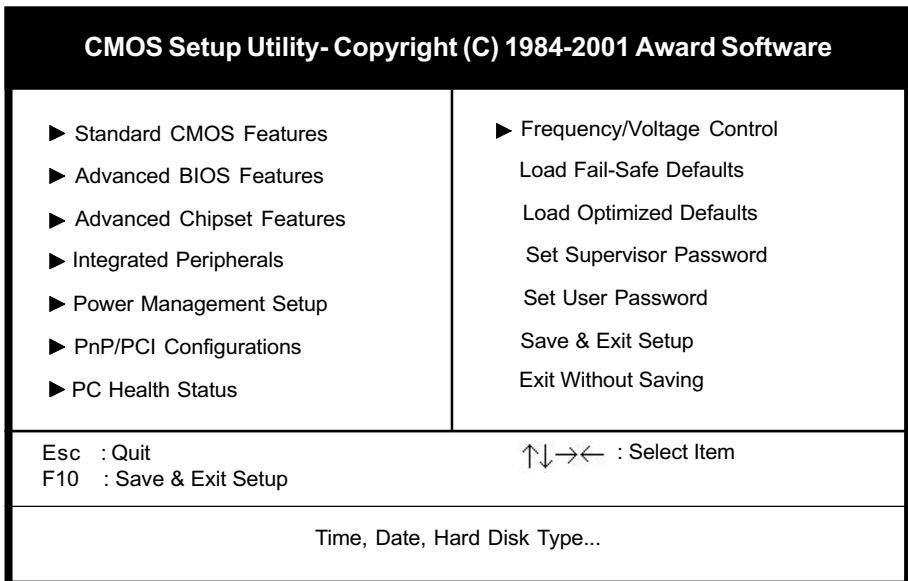 CMOS Setup Utility- Copyright (C) 1984-2001 Award Software
▶ Standard CMOS Features
▶ Advanced BIOS Features
▶ Advanced Chipset Features
▶ Integrated Peripherals
▶ Power Management Setup
▶ PnP/PCI Configurations
▶ PC Health Status
▶ Frequency/Voltage Control
Load Fail-Safe Defaults
Load Optimized Defaults
Set Supervisor Password
Set User Password
Save & Exit Setup
Exit Without Saving
Esc : Quit
F10 : Save & Exit Setup
↑↓→← : Select Item
Time, Date, Hard Disk Type...